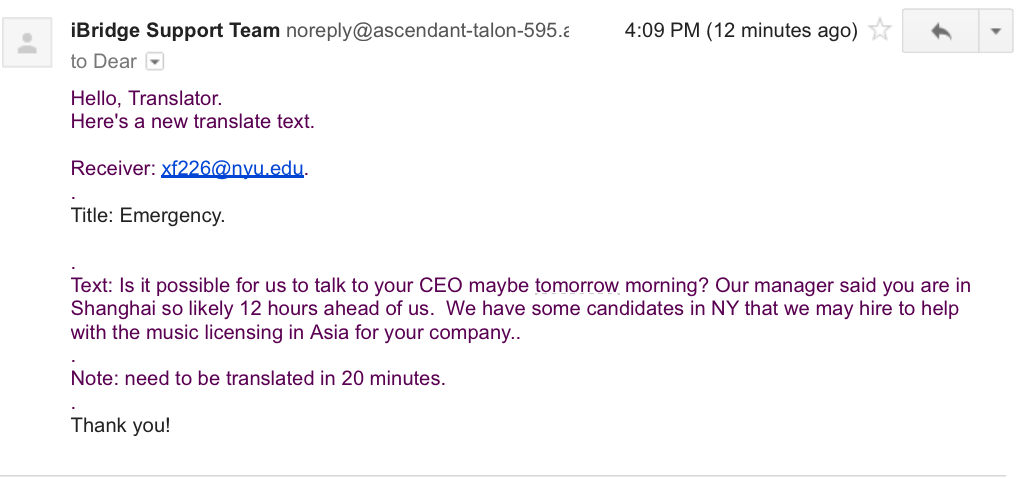 iBridge Support Team noreply@ascendant-talon-595.a 4:09 PM (12 minutes ago)
to Dear
Hello, Translator.
Here's a new translate text.
Receiver: xf226@nyu.edu.
.
Title: Emergency.
.
Text: Is it possible for us to talk to your CEO maybe tomorrow morning? Our manager said you are in
Shanghai so likely 12 hours ahead of us.  We have some candidates in NY that we may hire to help
with the music licensing in Asia for your company..
.
Note: need to be translated in 20 minutes.
.
Thank you!